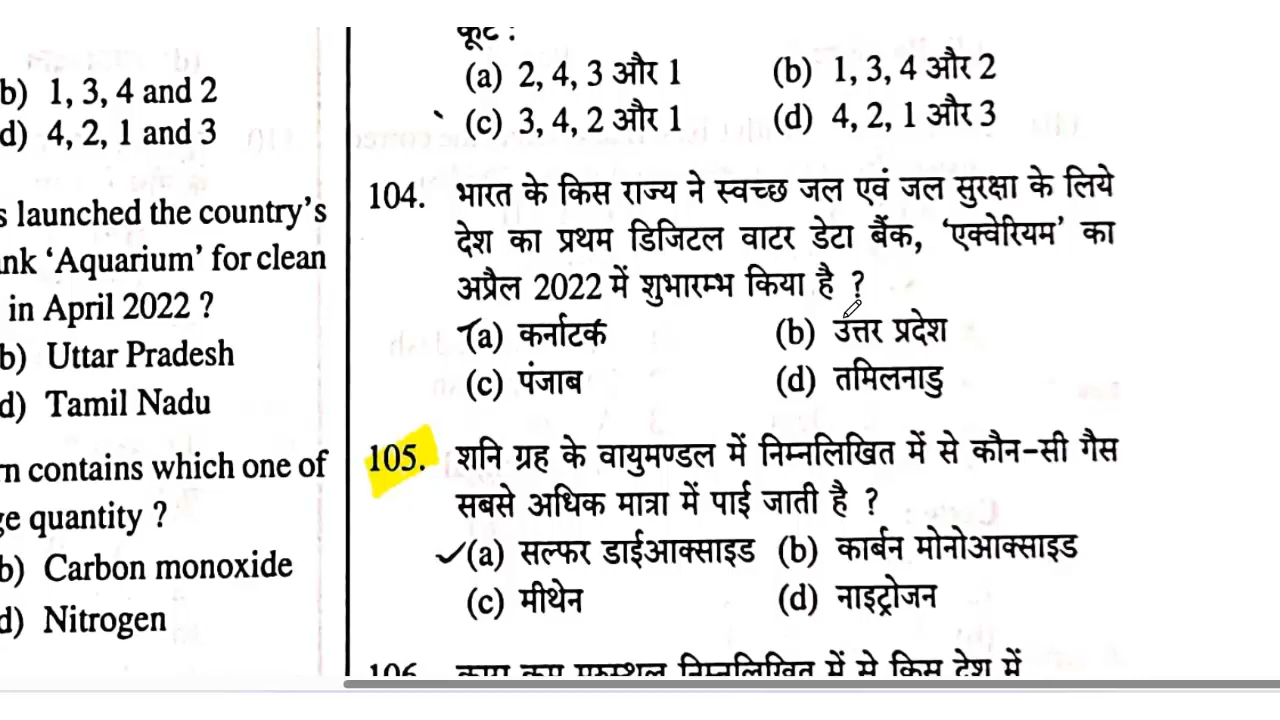 b) 1, 3, 4 and 2
d) 4, 2, 1 and 3
launched the country's
'Aquarium' for clean
in April 2022 ?
b) Uttar Pradesh
d) Tamil Nadu
contains which one of
quantity ?
b) Carbon monoxide
d) Nitrogen
कूट :
(a) 2, 4, 3 और 1 (b) 1, 3, 4 और 2
(c) 3, 4, 2 और 1 (d) 4, 2, 1 और 3
104. भारत के किस राज्य ने स्वच्छ जल एवं जल सुरक्षा के लिये
देश का प्रथम डिजिटल वाटर डेटा बैंक, 'एक्वेरियम' का
अप्रैल 2022 में शुभारम्भ किया है ?
(a) कर्नाटक (b) उत्तर प्रदेश
(c) पंजाब (d) तमिलनाडु
105. शनि ग्रह के वायुमण्डल में निम्नलिखित में से कौन-सी गैस
सबसे अधिक मात्रा में पाई जाती है ?
(a) सल्फर डाईआक्साइड (b) कार्बन मोनोआक्साइड
(c) मीथेन (d) नाइट्रोजन
106. निम्नलिखित में से किस देश में